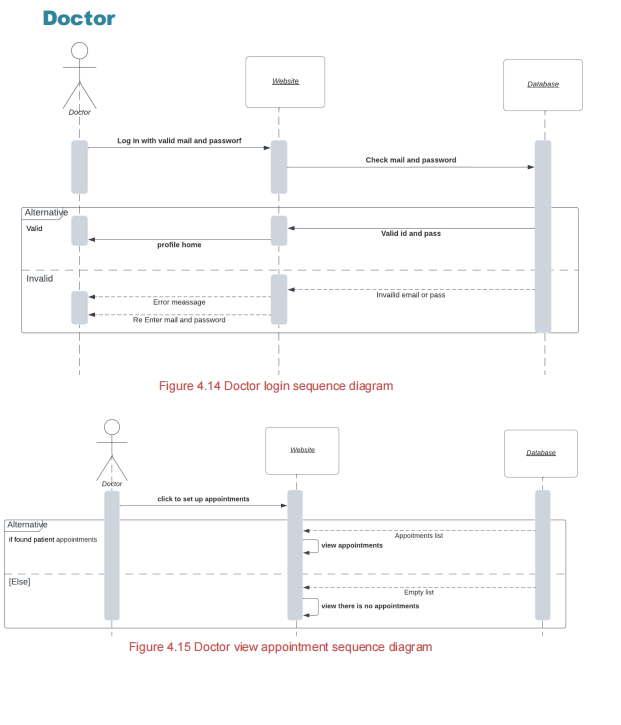 Doctor
Doctor
Website
Database
Log in with valid mail and passworf
Check mail and password
Alternative
Valid
Valid id and pass
profile home
Invalid
Invailid email or pass
Error meassage
Re Enter mail and password
Figure 4.14 Doctor login sequence diagram
Doctor
Website
Database
click to set up appointments
Alternative
if found patient appointments
Appoitments list
view appointments
[Else]
Empty list
view there is no appointments
Figure 4.15 Doctor view appointment sequence diagram